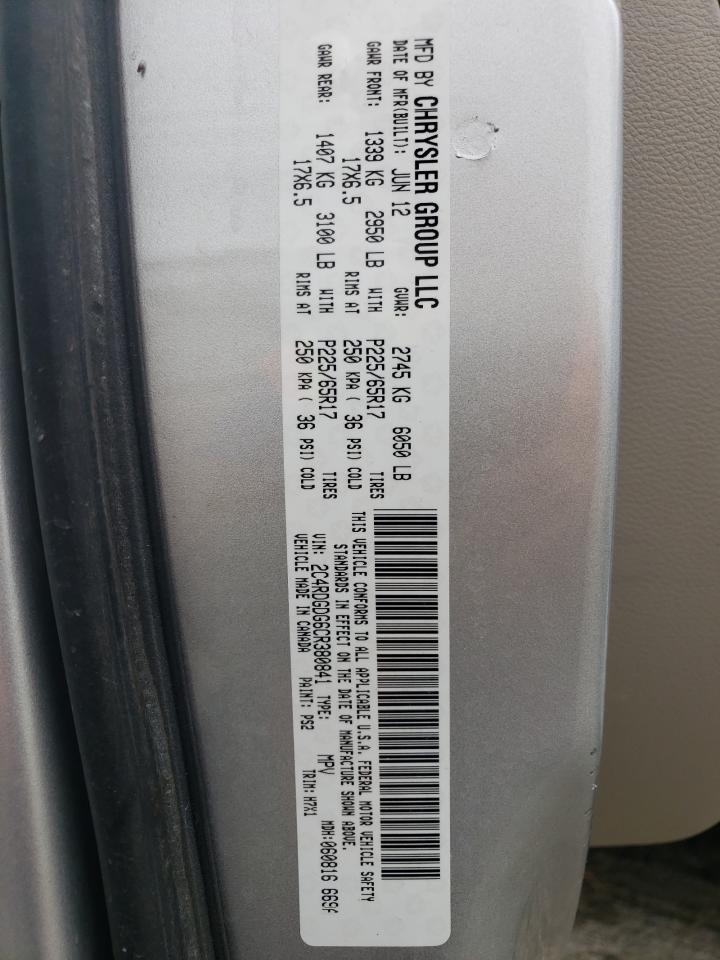 MFD BY CHRYSLER GROUP LLC
DATE OF MFR(BUILT): JUN 12 GVWR: 2745 KG 6050 LB
GAWR FRONT: 1339 KG 2950 LB WITH P225/65R17 TIRES
17X6.5 RIMS AT 250 KPA ( 36 PSI) COLD
GAWR REAR: 1407 KG 3100 LB WITH P225/65R17 TIRES
17X6.5 RIMS AT 250 KPA ( 36 PSI) COLD
THIS VEHICLE CONFORMS TO ALL APPLICABLE U.S.A. FEDERAL MOTOR VEHICLE SAFETY
STANDARDS IN EFFECT ON THE DATE OF MANUFACTURE SHOWN ABOVE.
VIN: 2C4RDGDG6CR380841 TYPE: MPV MDH:060816 669
VEHICLE MADE IN CANADA PAINT: PS2 TRIM: H7X1